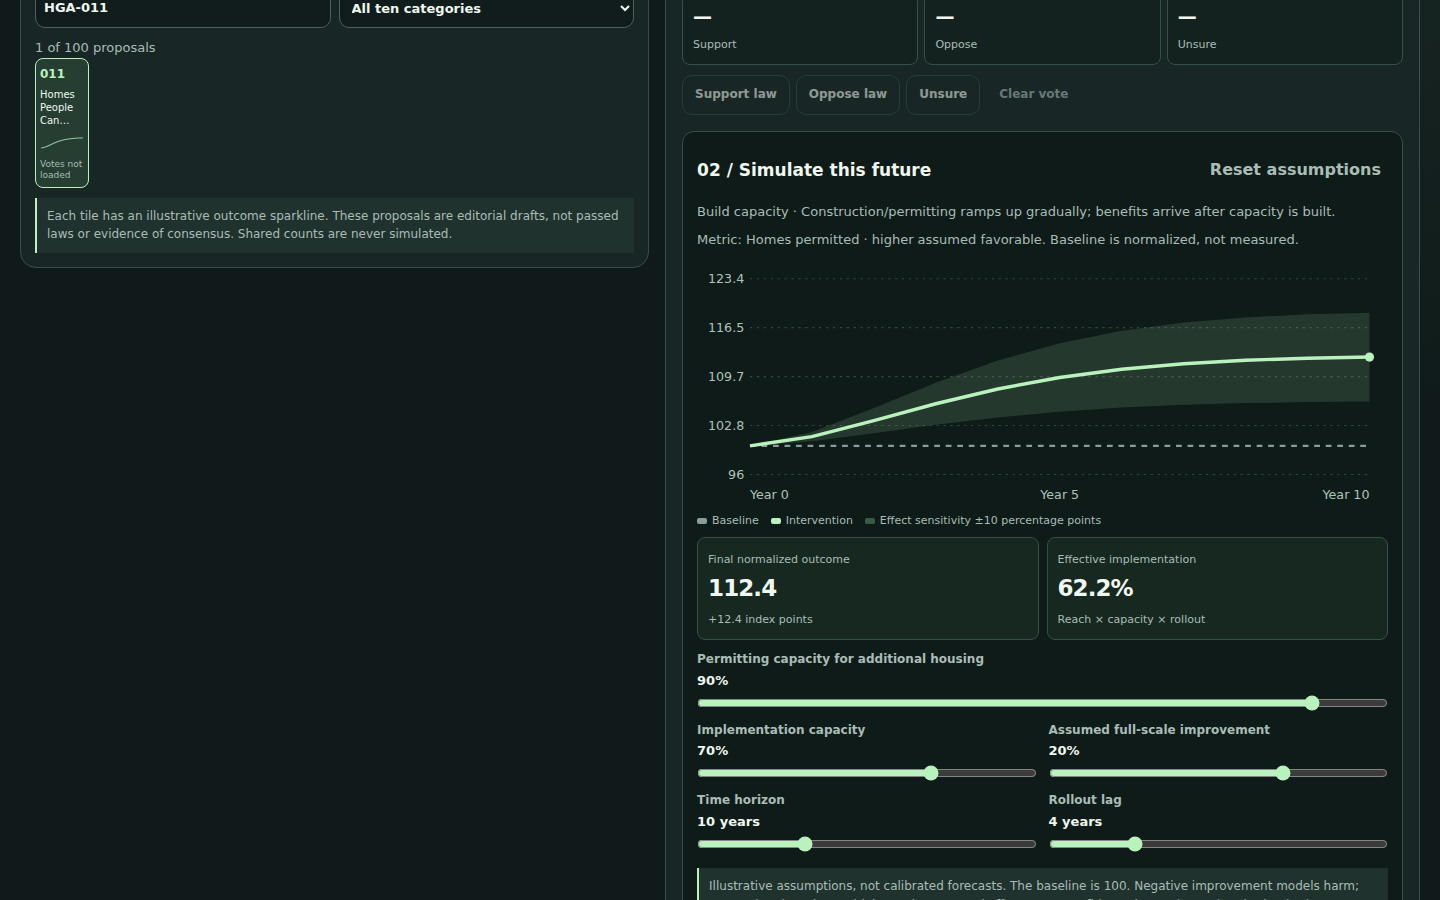 HGA-011
All ten categories
1 of 100 proposals
011
Homes
People
Can…
Votes not
loaded
Each tile has an illustrative outcome sparkline. These proposals are editorial drafts, not passed
laws or evidence of consensus. Shared counts are never simulated.
— — —
Support Oppose Unsure
Support law Oppose law Unsure Clear vote
02 / Simulate this future Reset assumptions
Build capacity · Construction/permitting ramps up gradually; benefits arrive after capacity is built.
Metric: Homes permitted · higher assumed favorable. Baseline is normalized, not measured.
123.4
116.5
109.7
102.8
96
Year 0 Year 5 Year 10
Baseline Intervention Effect sensitivity ±10 percentage points
Final normalized outcome
112.4
+12.4 index points
Effective implementation
62.2%
Reach × capacity × rollout
Permitting capacity for additional housing
90%
Implementation capacity
70%
Assumed full-scale improvement
20%
Time horizon
10 years
Rollout lag
4 years
Illustrative assumptions, not calibrated forecasts. The baseline is 100. Negative improvement models harm;